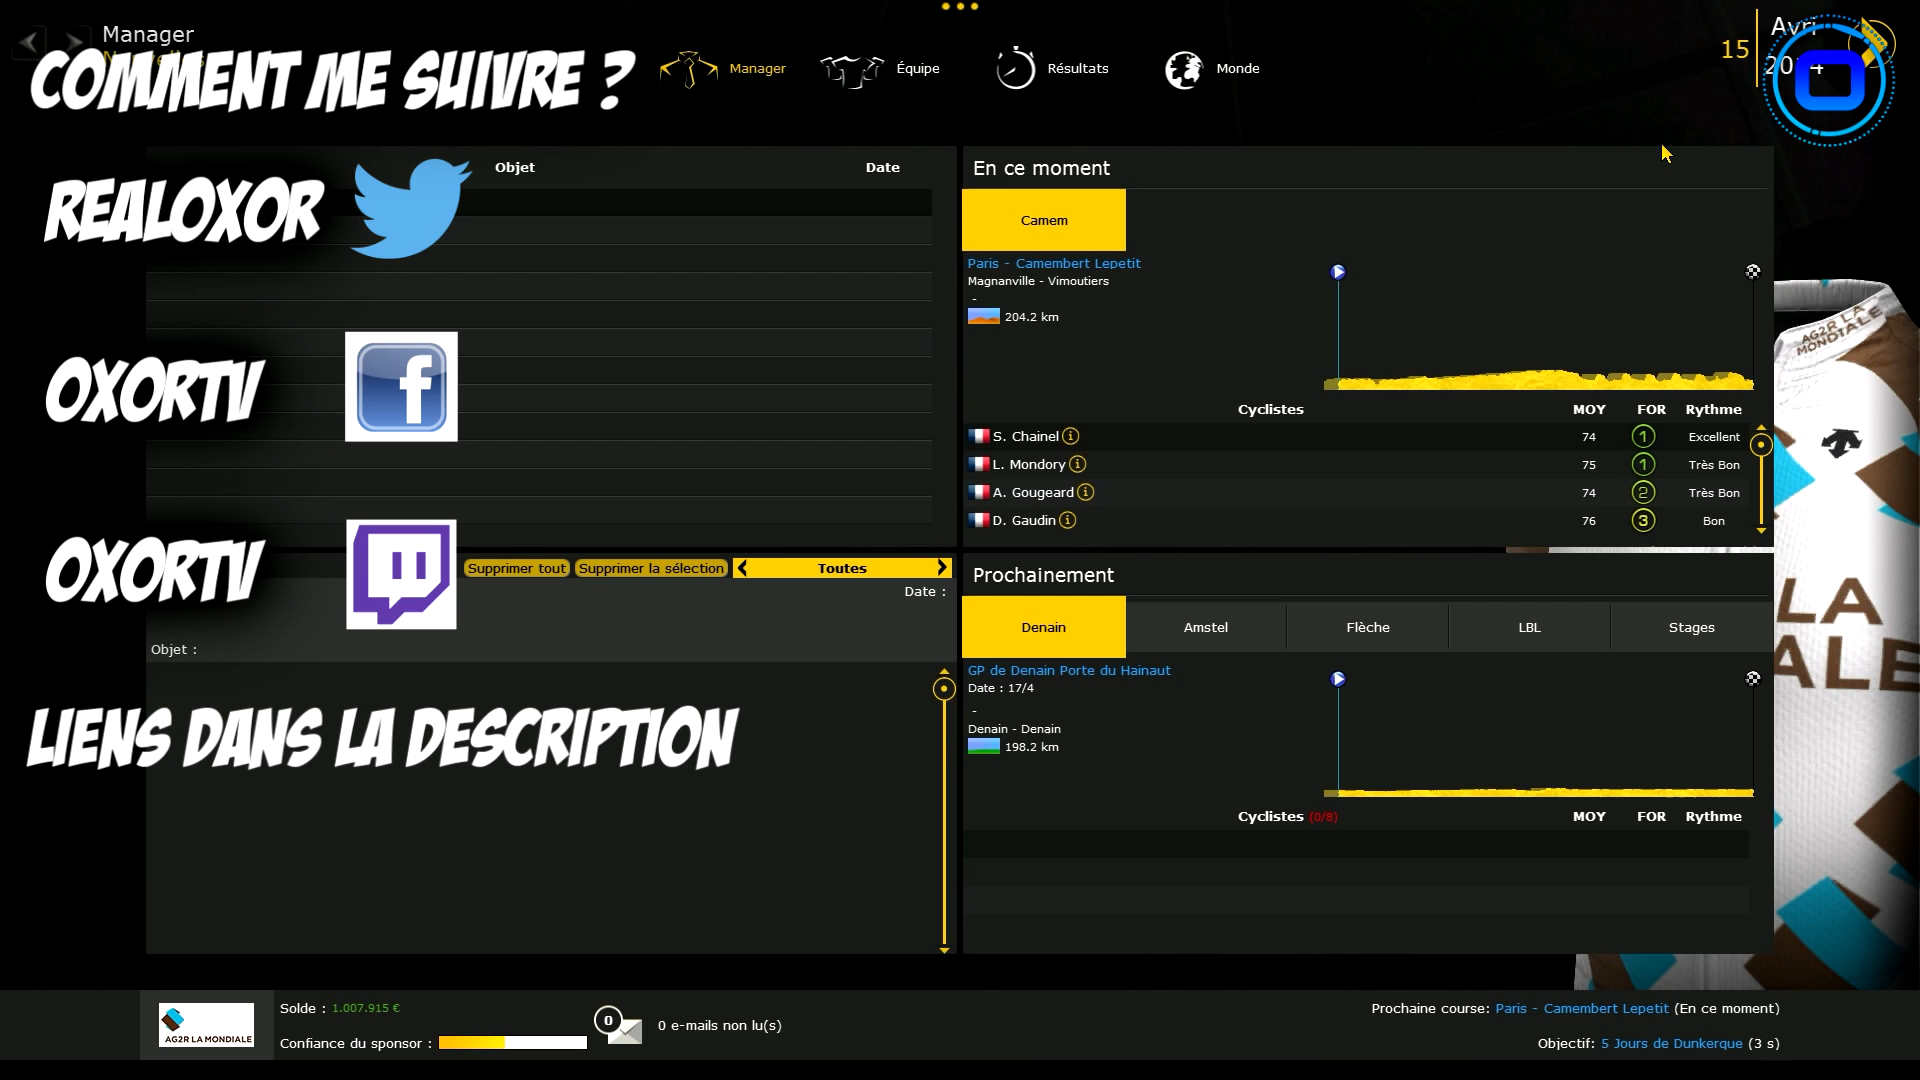 Manager
COMMENT ME SUIVRE ?
Manager
Équipe
Résultats
Monde
15
Avri
REALOXOR
Objet
Date
OXORTV
OXORTV
Supprimer tout
Supprimer la sélection
Toutes
Date :
Objet :
LIENS DANS LA DESCRIPTION
En ce moment
Camem
Paris - Camembert Lepetit
Magnanville - Vimoutiers
-
204.2 km
Cyclistes MOY FOR Rythme
S. Chainel 74 1 Excellent
L. Mondory 75 1 Très Bon
A. Gougeard 74 2 Très Bon
D. Gaudin 76 3 Bon
Prochainement
Denain Amstel Flèche LBL Stages
GP de Denain Porte du Hainaut
Date : 17/4
-
Denain - Denain
198.2 km
Cyclistes (0/8) MOY FOR Rythme
AG2R LA
MONDIALE
LA
ALE
AG2R LA MONDIALE
Solde : 1.007.915 €
Confiance du sponsor :
0
0 e-mails non lu(s)
Prochaine course: Paris - Camembert Lepetit (En ce moment)
Objectif: 5 Jours de Dunkerque (3 s)